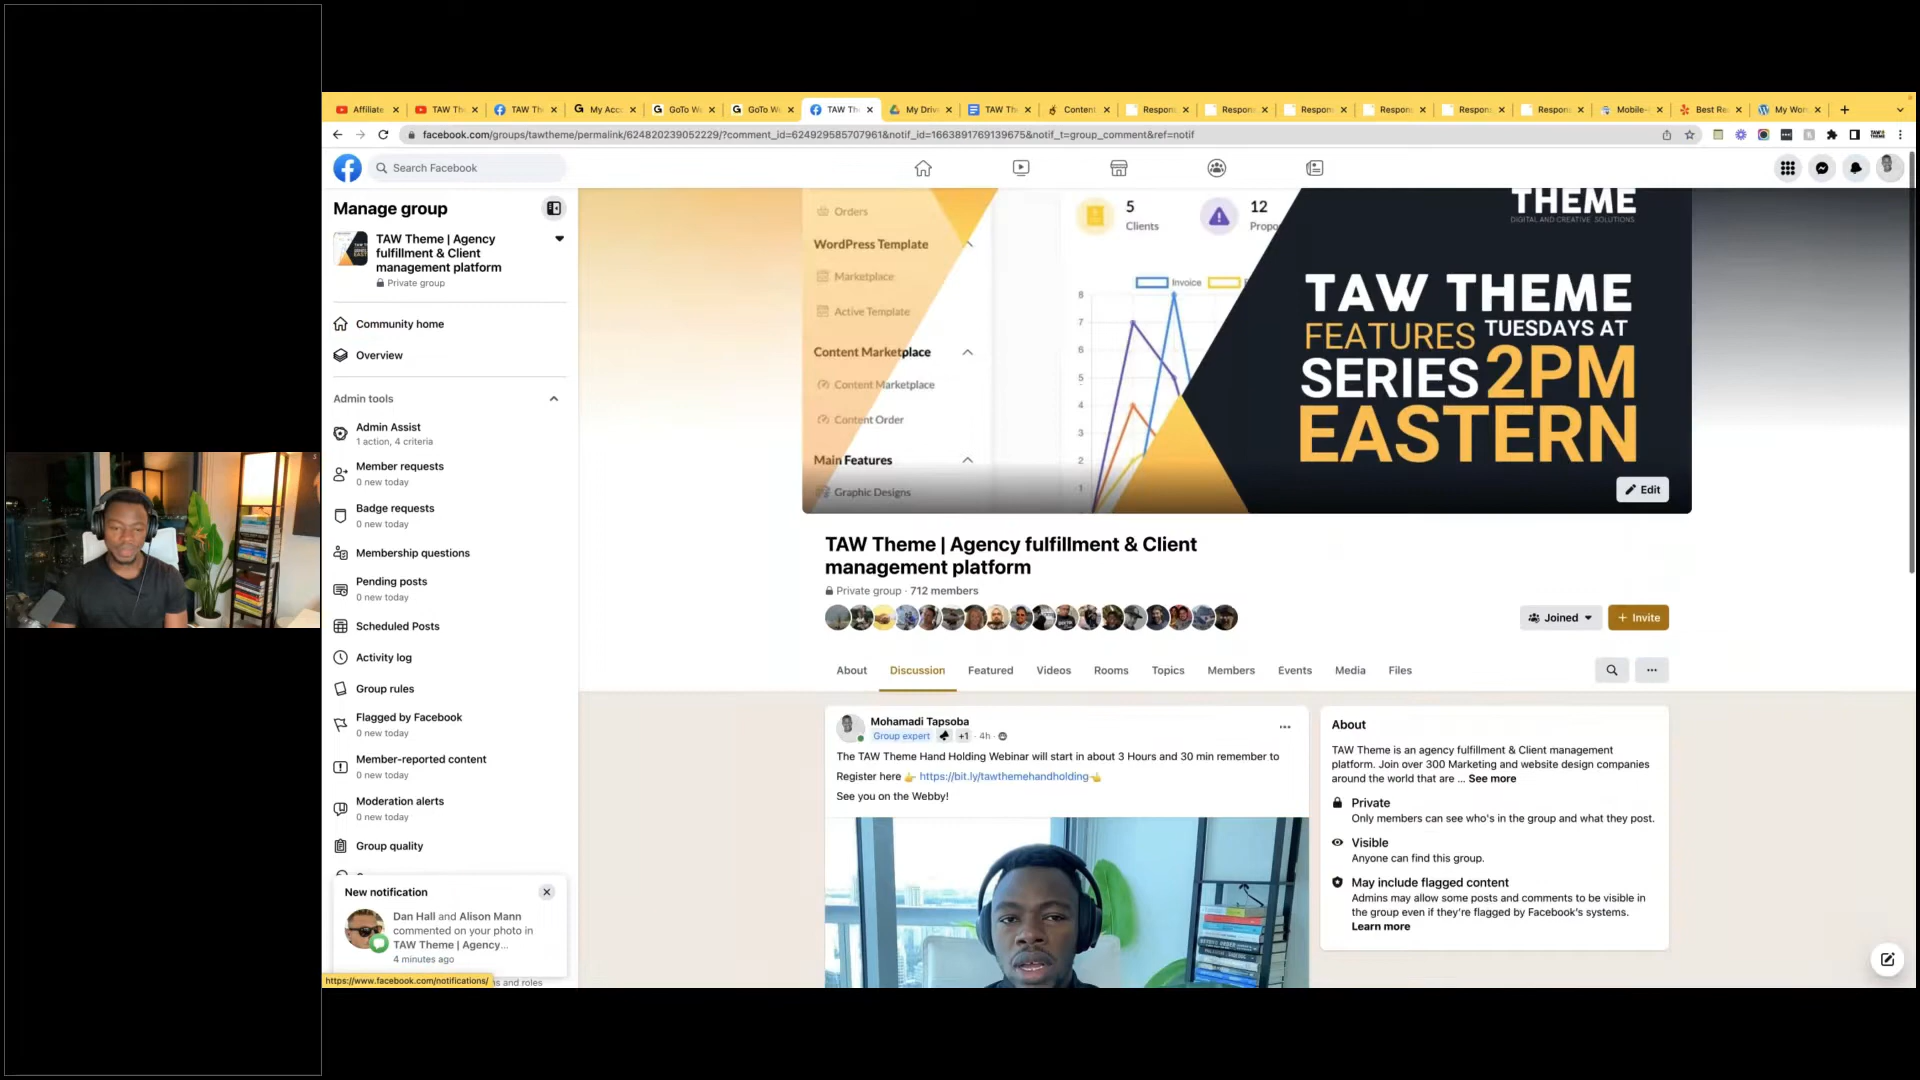 Affiliate
TAW Th
TAW Th
My Acc
GoTo W
GoTo W
TAW Th
My Driv
TAW Th
Content
Respon
Respon
Respon
Respon
Respon
Respon
Mobile-
Best Re
My Wor
facebook.com/groups/tawtheme/permalink/624820239052229/?comment_id=624929585707961&notif_id=1663891769139675&notif_t=group_comment&ref=notif
Search Facebook
Manage group
TAW Theme | Agency
fulfillment & Client
management platform
Private group
Community home
Overview
Admin tools
Admin Assist
1 action, 4 criteria
Member requests
0 new today
Badge requests
0 new today
Membership questions
Pending posts
0 new today
Scheduled Posts
Activity log
Group rules
Flagged by Facebook
0 new today
Member-reported content
0 new today
Moderation alerts
0 new today
Group quality
New notification
Dan Hall and Alison Mann
commented on your photo in
TAW Theme | Agency...
4 minutes ago
https://www.facebook.com/notifications/
s and roles
Orders
WordPress Template
Marketplace
Active Template
Content Marketplace
Content Marketplace
Content Order
Main Features
Graphic Designs
5
Clients
12
Propo
Invoice
8
7
6
5
4
3
2
1
THEME
DIGITAL AND CREATIVE SOLUTIONS.
TAW THEME
FEATURES TUESDAYS AT
SERIES 2PM
EASTERN
Edit
TAW Theme | Agency fulfillment & Client
management platform
Private group · 712 members
Joined
+ Invite
About
Discussion
Featured
Videos
Rooms
Topics
Members
Events
Media
Files
Mohamadi Tapsoba
Group expert +1 · 4h ·
The TAW Theme Hand Holding Webinar will start in about 3 Hours and 30 min remember to
Register here 👉 https://bit.ly/tawthemehandholding 👈
See you on the Webby!
About
TAW Theme is an agency fulfillment & Client management
platform. Join over 300 Marketing and website design companies
around the world that are ... See more
Private
Only members can see who's in the group and what they post.
Visible
Anyone can find this group.
May include flagged content
Admins may allow some posts and comments to be visible in
the group even if they're flagged by Facebook's systems.
Learn more